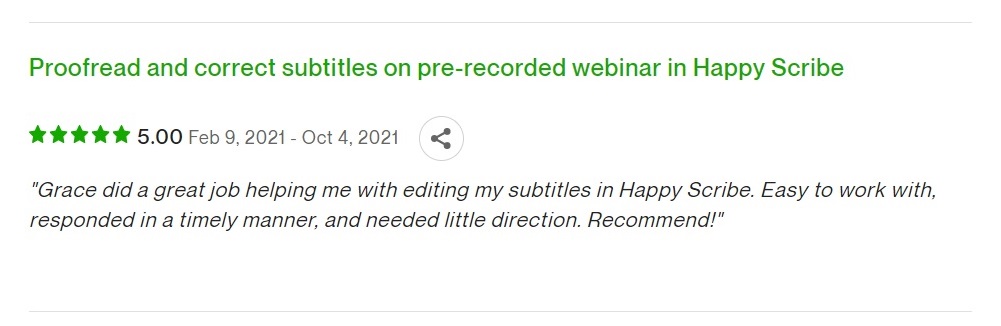 Proofread and correct subtitles on pre-recorded webinar in Happy Scribe
5.00 Feb 9, 2021 - Oct 4, 2021
"Grace did a great job helping me with editing my subtitles in Happy Scribe. Easy to work with,
responded in a timely manner, and needed little direction. Recommend!"